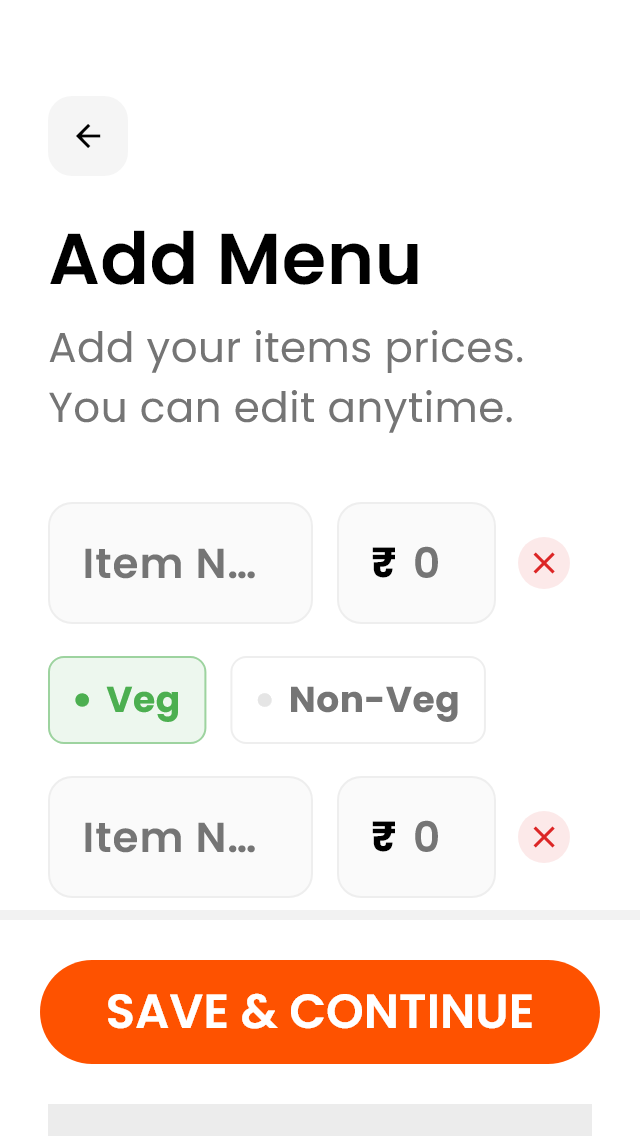 Add Menu
Add your items prices.
You can edit anytime.
Item N... ₹ 0
Veg Non-Veg
Item N... ₹ 0
SAVE & CONTINUE